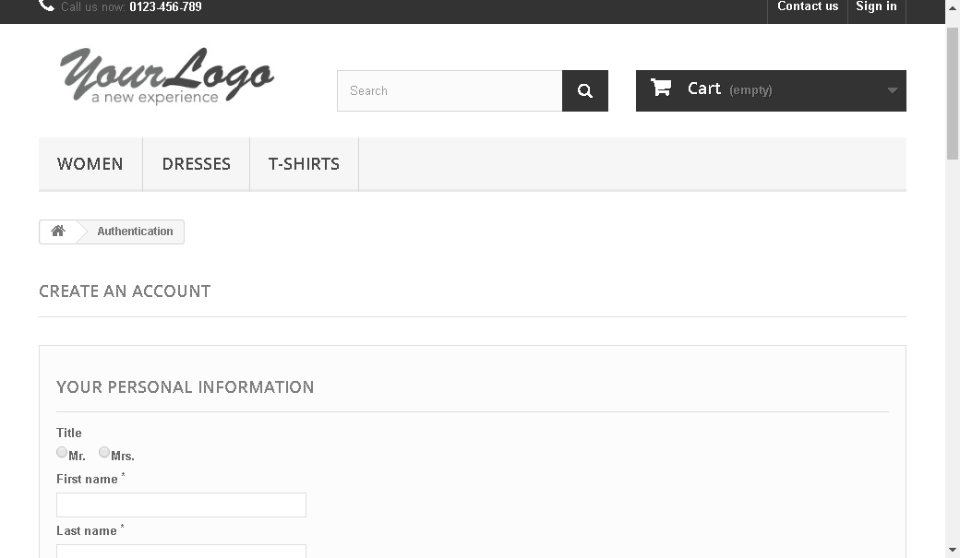 Call us now: 0123-456-789
Contact us
Sign in
YourLogo
a new experience
Search
Cart (empty)
WOMEN
DRESSES
T-SHIRTS
Authentication
CREATE AN ACCOUNT
YOUR PERSONAL INFORMATION
Title
Mr. Mrs.
First name *
Last name *